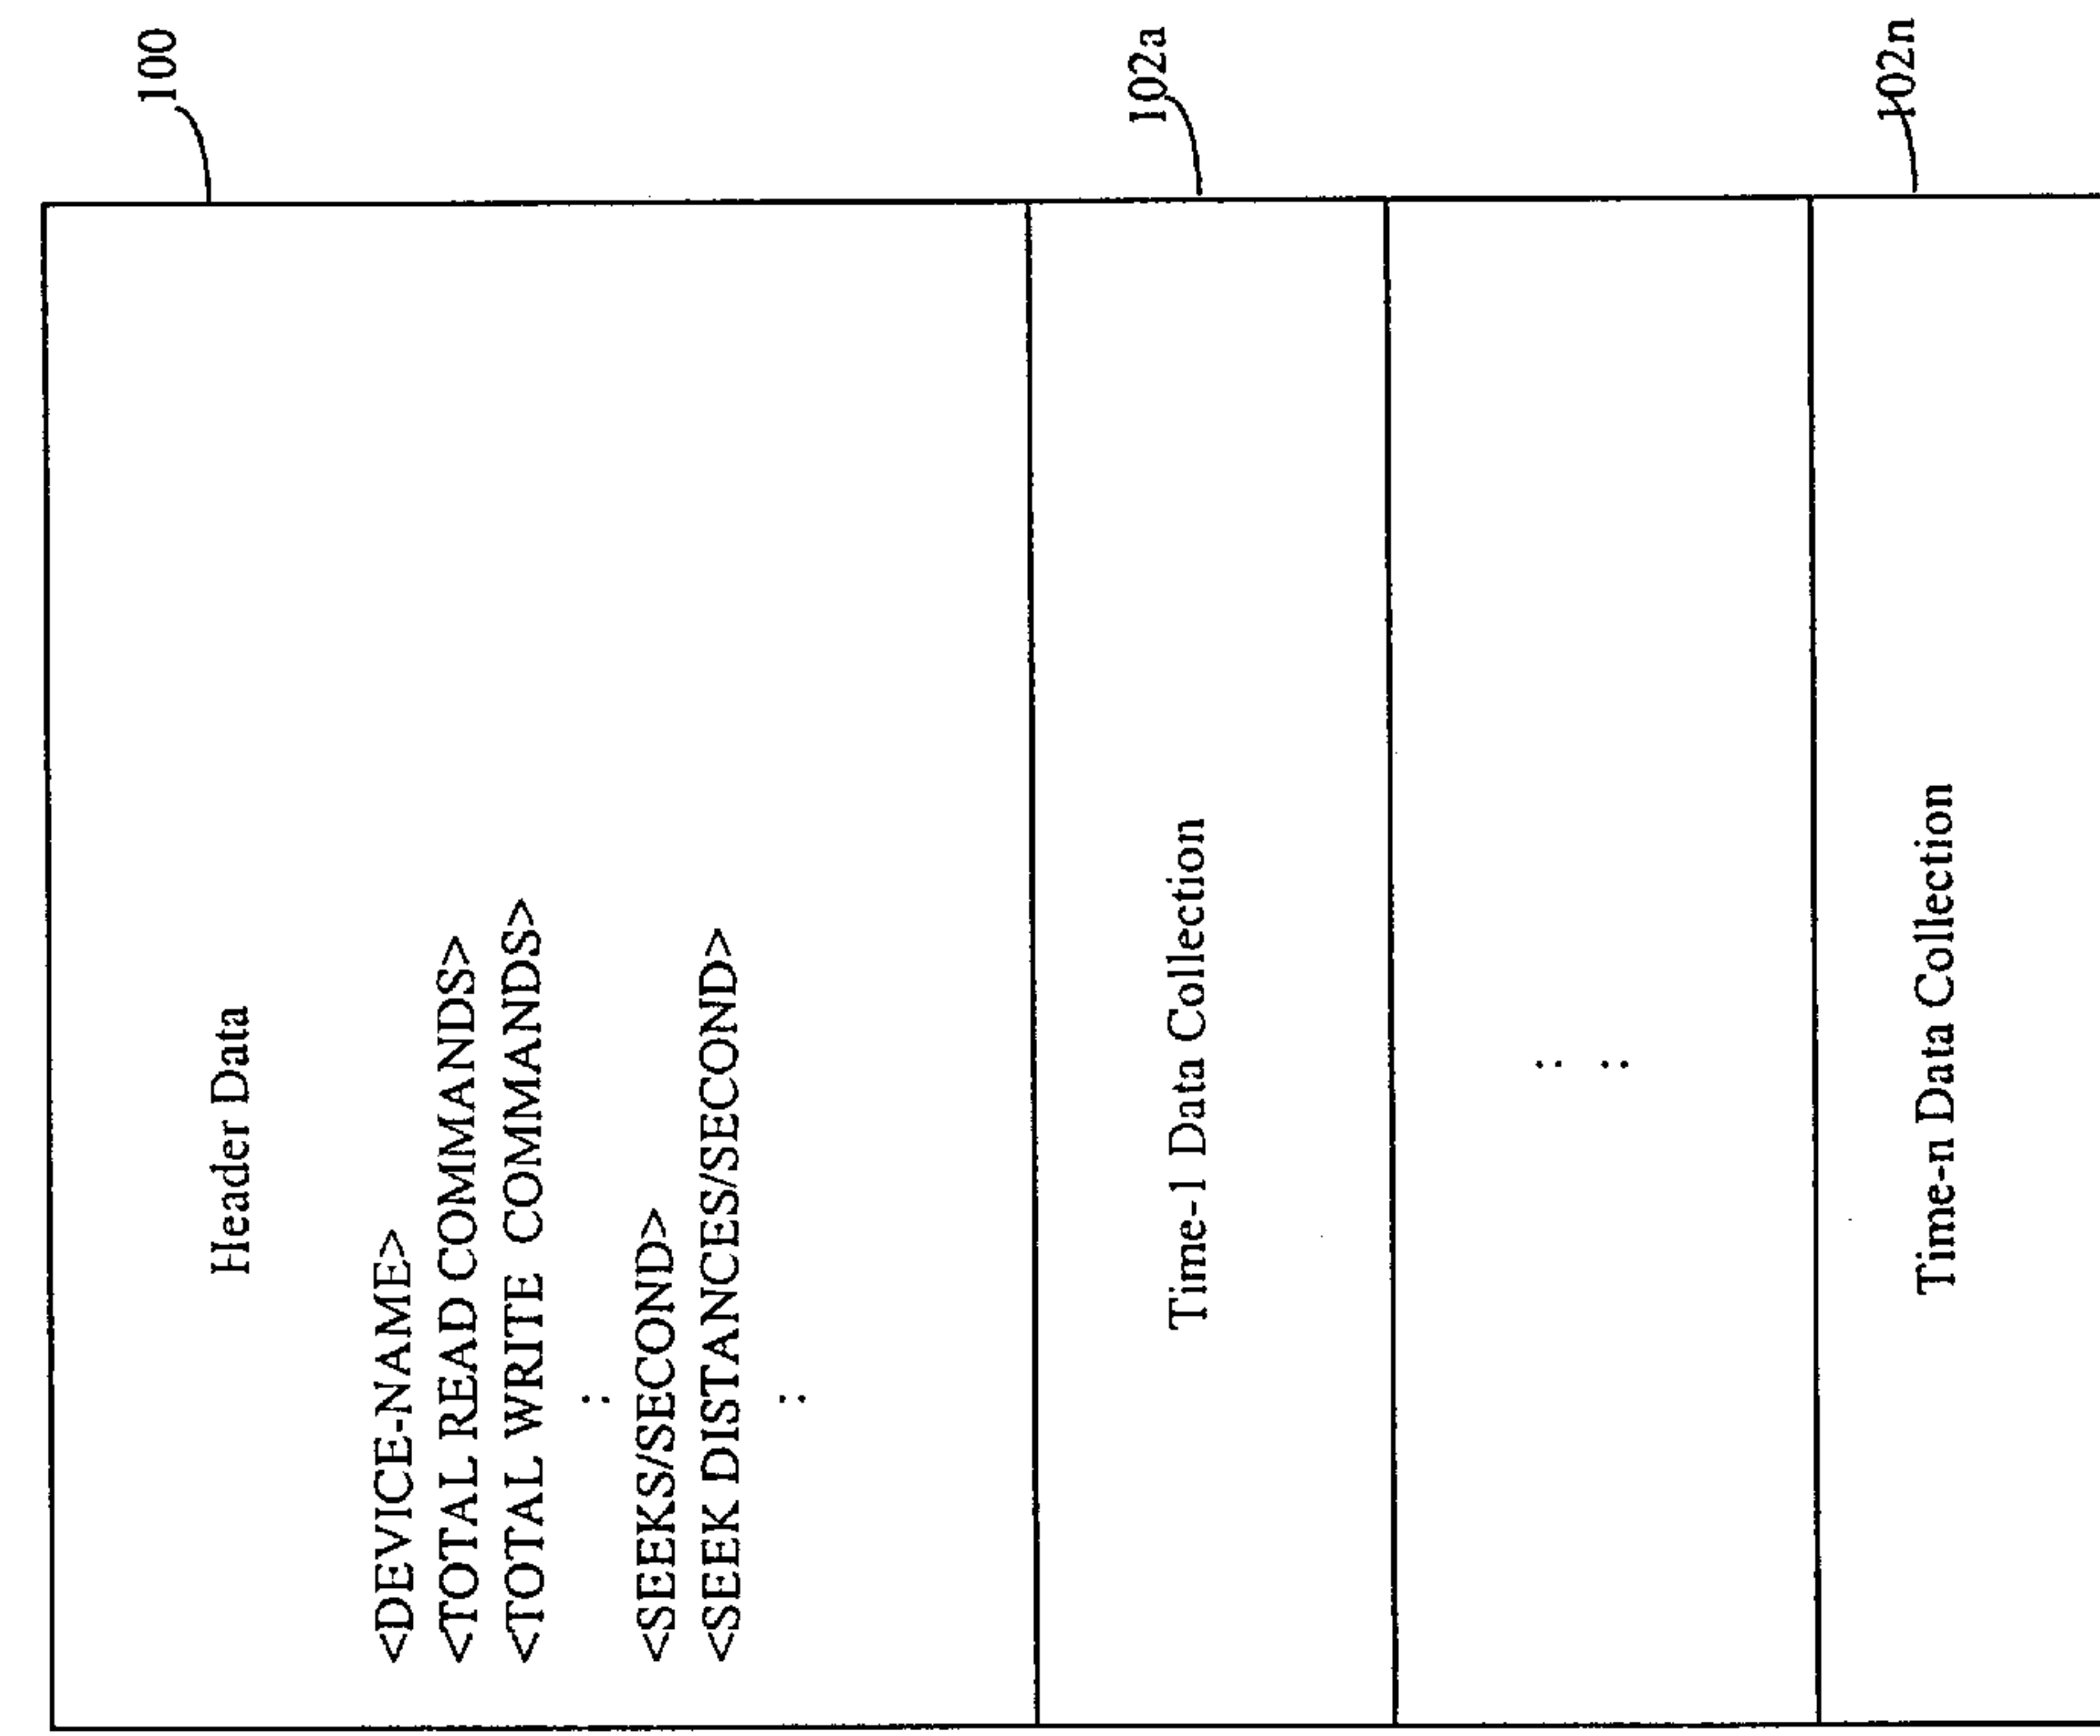 100
Header Data
<DEVICE-NAME>
<TOTAL READ COMMANDS>
<TOTAL WRITE COMMANDS>
:
<SEEKS/SECOND>
<SEEK DISTANCES/SECOND>
:
102a
Time-1 Data Collection
: :
102n
Time-n Data Collection